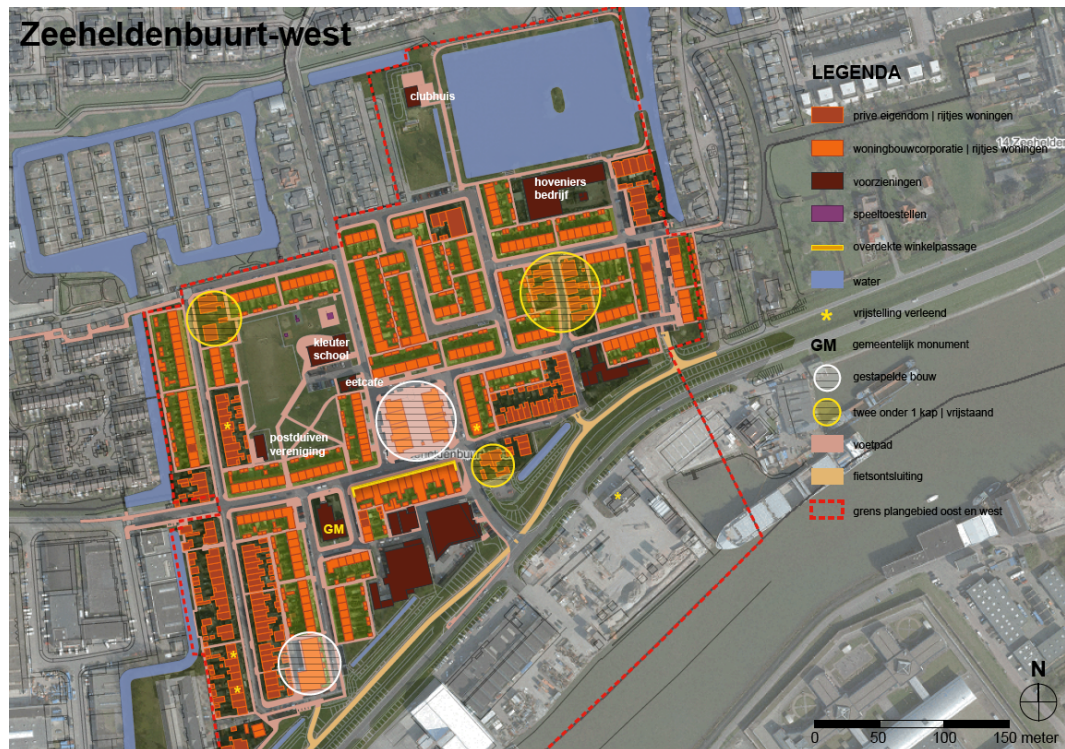 Zeeheldenbuurt-west
clubhuis
hoveniers
bedrijf
kleuter
school
eetcafe
postduiven
vereniging
GM
LEGENDA
prive eigendom | rijtjes woningen
14 Zeehelden
woningbouwcorporatie | rijtjes woningen
voorzieningen
speeltoestellen
overdekte winkelpassage
water
* vrijstelling verleend
GM gemeentelijk monument
gestapelde bouw
twee onder 1 kap | vrijstaand
voetpad
fietsontsluiting
grens plangebied oost en west
N
0 50 100 150 meter